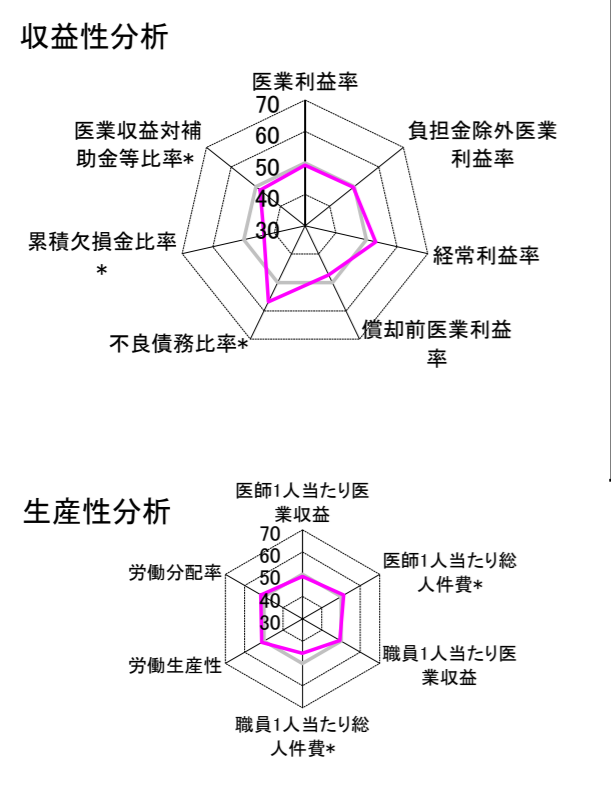 収益性分析
医業利益率
70
60
50
40
30
負担金除外医業
利益率
経常利益率
償却前医業利益
率
不良債務比率*
累積欠損金比率
*
医業収益対補
助金等比率*
生産性分析
医師1人当たり医
業収益
70
60
50
40
30
医師1人当たり総
人件費*
職員1人当たり医
業収益
職員1人当たり総
人件費*
労働生産性
労働分配率